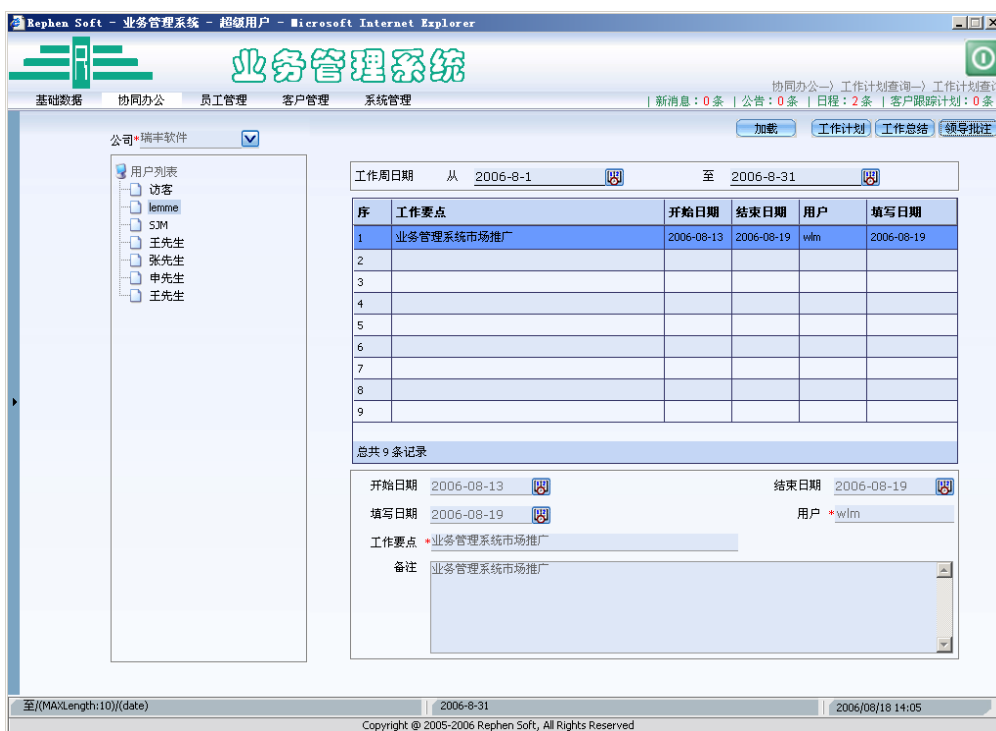 Rephen Soft - 业务管理系统 - 超级用户 - Microsoft Internet Explorer
业务管理系统
协同办公—〉工作计划查询—〉工作计划查
基础数据 协同办公 员工管理 客户管理 系统管理
| 新消息：0条 | 公告：0条 | 日程：2条 | 客户跟踪计划：0条
公司*瑞丰软件
加载 工作计划 工作总结 领导批注
用户列表
访客
lemme
SJM
王先生
张先生
申先生
王先生
工作周日期 从 2006-8-1 至 2006-8-31
序 工作要点 开始日期 结束日期 用户 填写日期
1 业务管理系统市场推广 2006-08-13 2006-08-19 wlm 2006-08-19
2
3
4
5
6
7
8
9
总共9条记录
开始日期 2006-08-13 结束日期 2006-08-19
填写日期 2006-08-19 用户 *wlm
工作要点 *业务管理系统市场推广
备注 业务管理系统市场推广
至/(MAXLength:10)/(date) 2006-8-31 2006/08/18 14:05
Copyright @ 2005-2006 Rephen Soft, All Rights Reserved